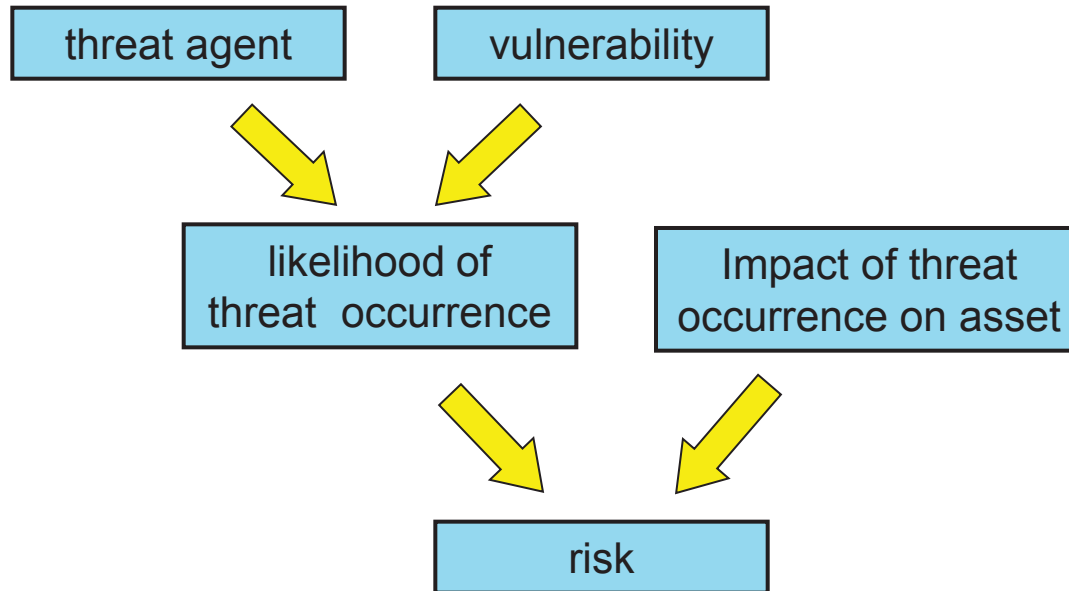 threat agent
vulnerability
likelihood of
threat occurrence
Impact of threat
occurrence on asset
risk